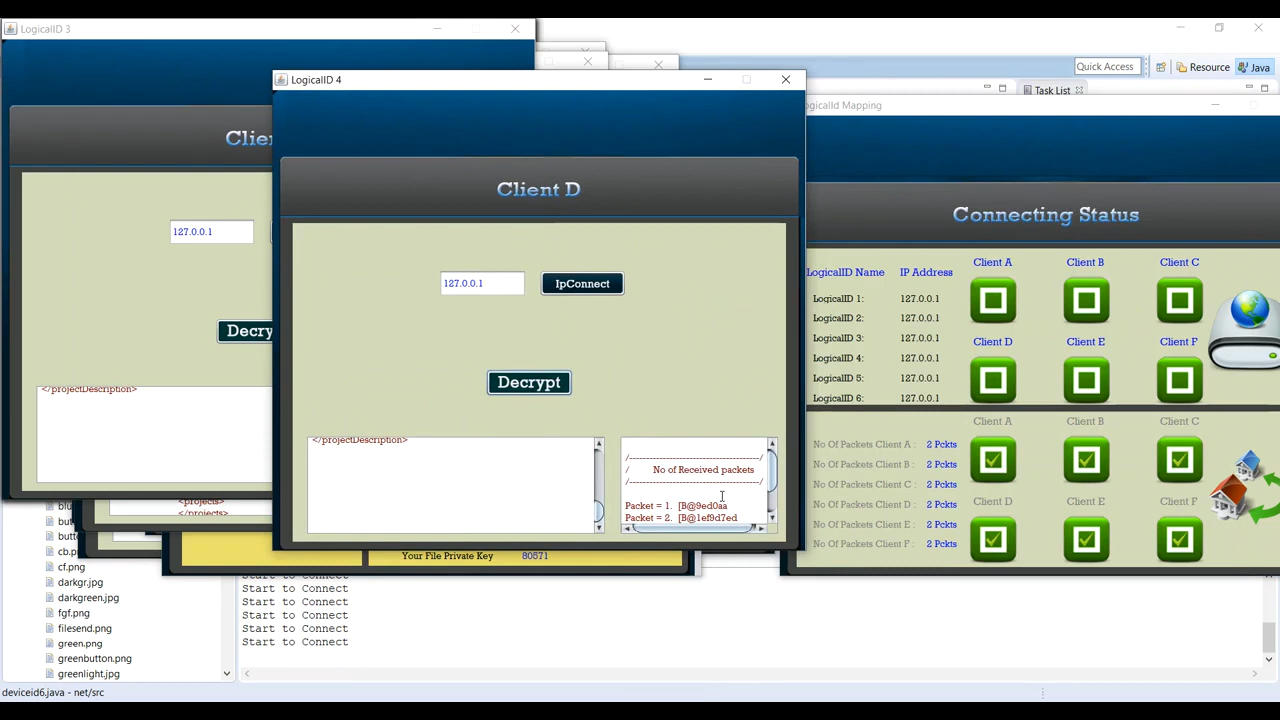 LogicalID 3
LogicalID 4
Quick Access
Resource
Java
Task List
LogicalId Mapping
Client D
127.0.0.1
127.0.0.1
IpConnect
Decrypt
</projectDescription>
</projectDescription>
/------------------------------------------/
/ No of Received packets
/------------------------------------------/
Packet = 1. [B@9ed0aa
Packet = 2. [B@1ef9d7ed
Connecting Status
LogicalID Name IP Address
Client A Client B Client C
LogicalID 1: 127.0.0.1
LogicalID 2: 127.0.0.1
LogicalID 3: 127.0.0.1
Client D Client E Client F
LogicalID 4: 127.0.0.1
LogicalID 5: 127.0.0.1
LogicalID 6: 127.0.0.1
Client A Client B Client C
No Of Packets Client A : 2 Pckts
No Of Packets Client B : 2 Pckts
No Of Packets Client C : 2 Pckts
Client D Client E Client F
No Of Packets Client D : 2 Pckts
No Of Packets Client E : 2 Pckts
No Of Packets Client F : 2 Pckts
<projects>
</projects>
Your File Private Key 80571
cf.png
darkgr.jpg
darkgreen.jpg
fgf.png
filesend.png
green.png
greenbutton.png
greenlight.jpg
Start to Connect
Start to Connect
Start to Connect
Start to Connect
Start to Connect
Start to Connect
deviceid6.java - net/src